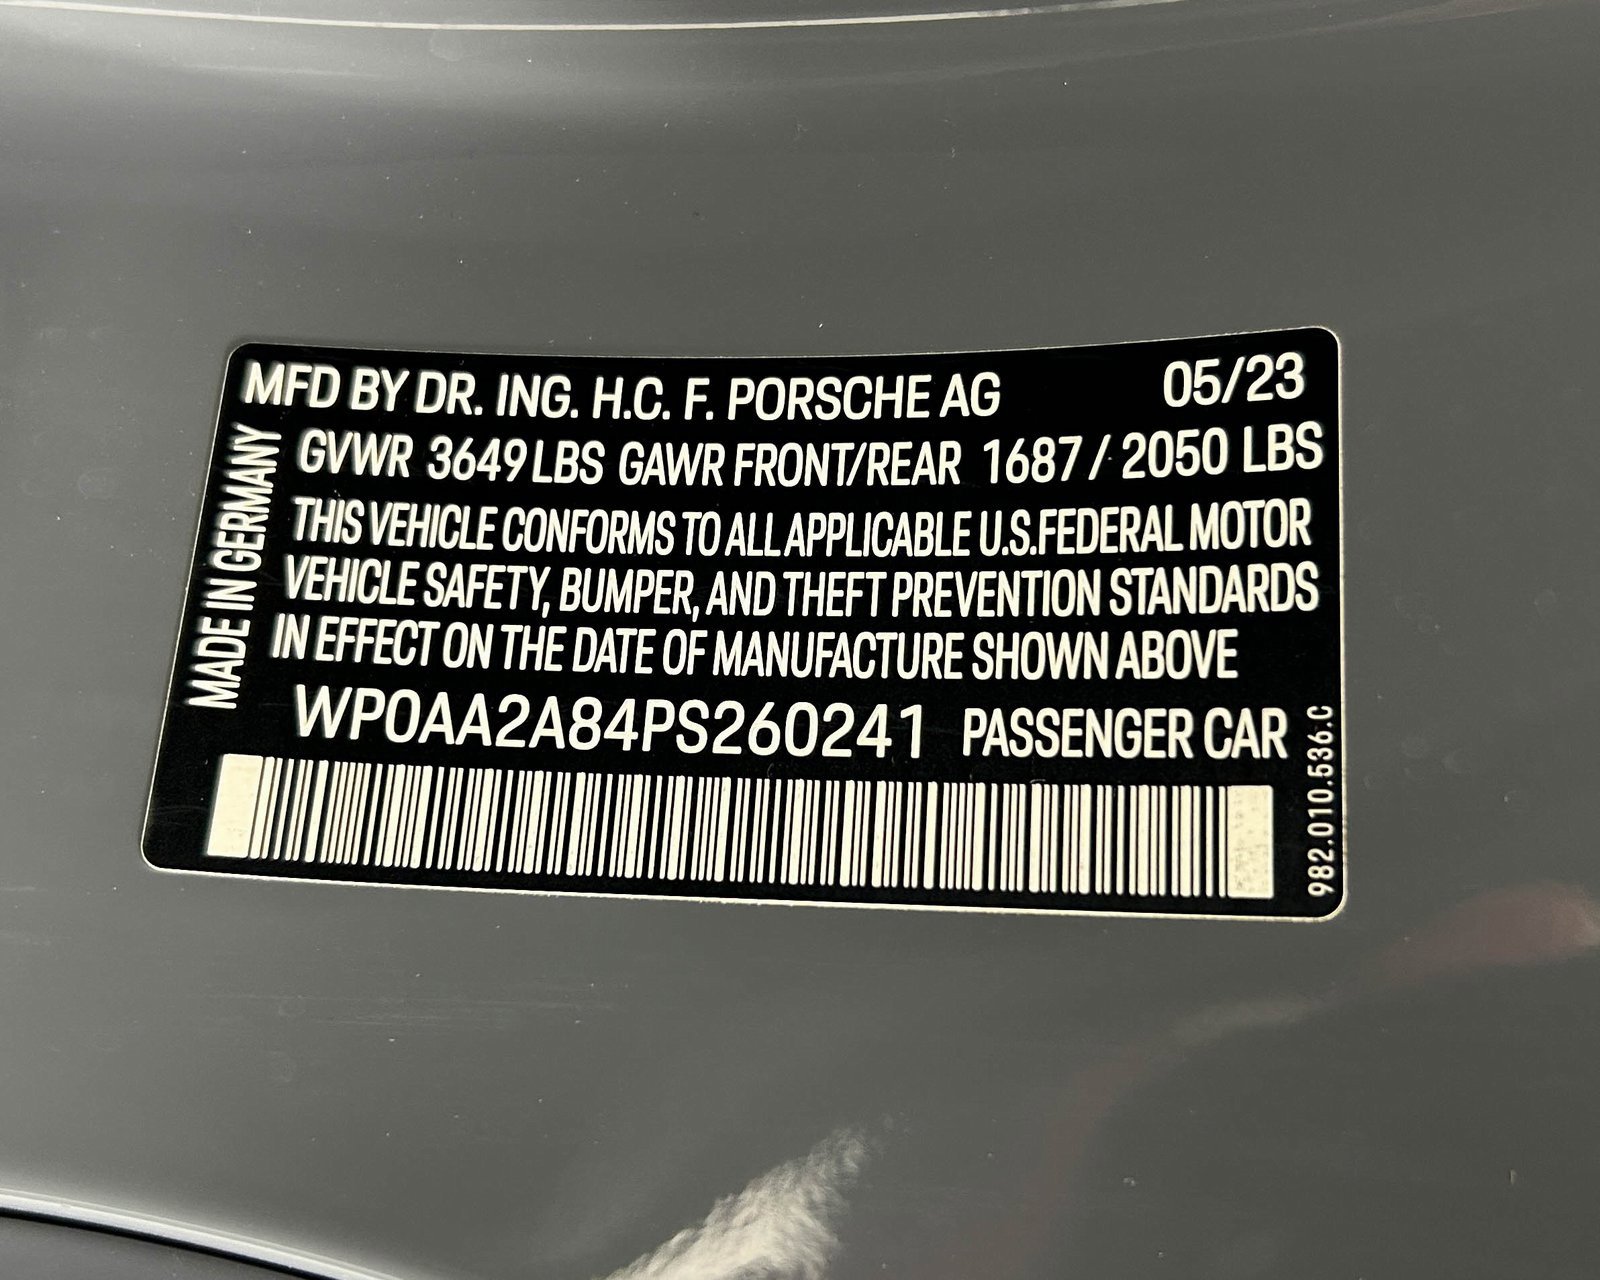 MFD BY DR. ING. H.C. F. PORSCHE AG 05/23
GVWR 3649 LBS GAWR FRONT/REAR 1687 / 2050 LBS
THIS VEHICLE CONFORMS TO ALL APPLICABLE U.S.FEDERAL MOTOR
VEHICLE SAFETY, BUMPER, AND THEFT PREVENTION STANDARDS
IN EFFECT ON THE DATE OF MANUFACTURE SHOWN ABOVE
WP0AA2A84PS260241 PASSENGER CAR
MADE IN GERMANY
982.010.536.C